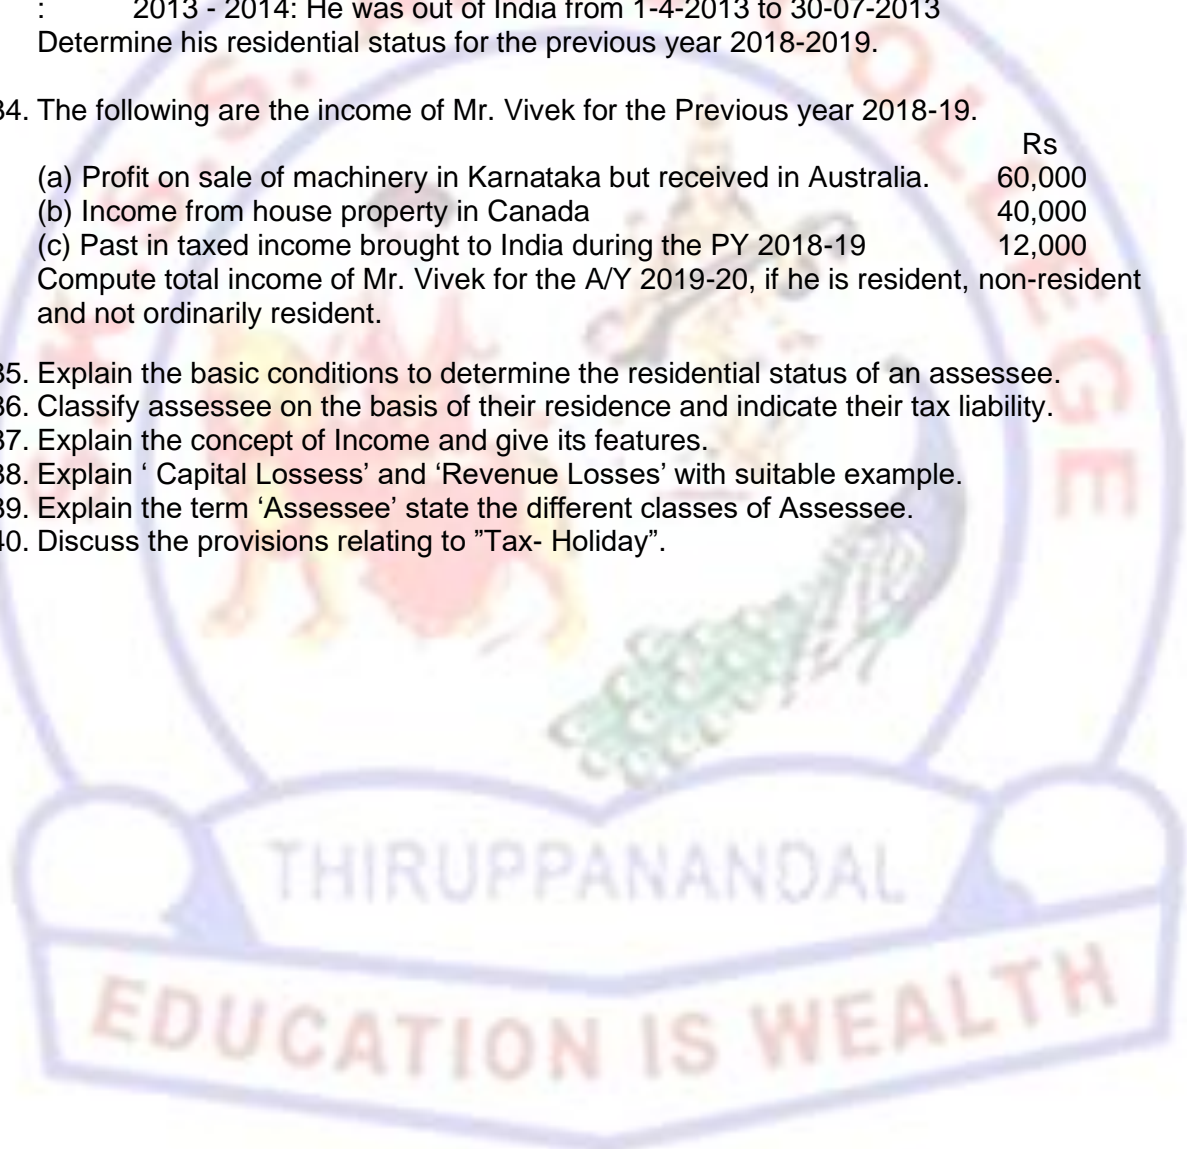 : 2013 - 2014: He was out of India from 1-4-2013 to 30-07-2013
Determine his residential status for the previous year 2018-2019.
34. The following are the income of Mr. Vivek for the Previous year 2018-19.
Rs
(a) Profit on sale of machinery in Karnataka but received in Australia. 60,000
(b) Income from house property in Canada 40,000
(c) Past in taxed income brought to India during the PY 2018-19 12,000
Compute total income of Mr. Vivek for the A/Y 2019-20, if he is resident, non-resident
and not ordinarily resident.
35. Explain the basic conditions to determine the residential status of an assessee.
36. Classify assessee on the basis of their residence and indicate their tax liability.
37. Explain the concept of Income and give its features.
38. Explain ‘ Capital Lossess’ and ‘Revenue Losses’ with suitable example.
39. Explain the term ‘Assessee’ state the different classes of Assessee.
40. Discuss the provisions relating to ”Tax- Holiday”.
COLLEGE
THIRUPPANANDAL
EDUCATION IS WEALTH